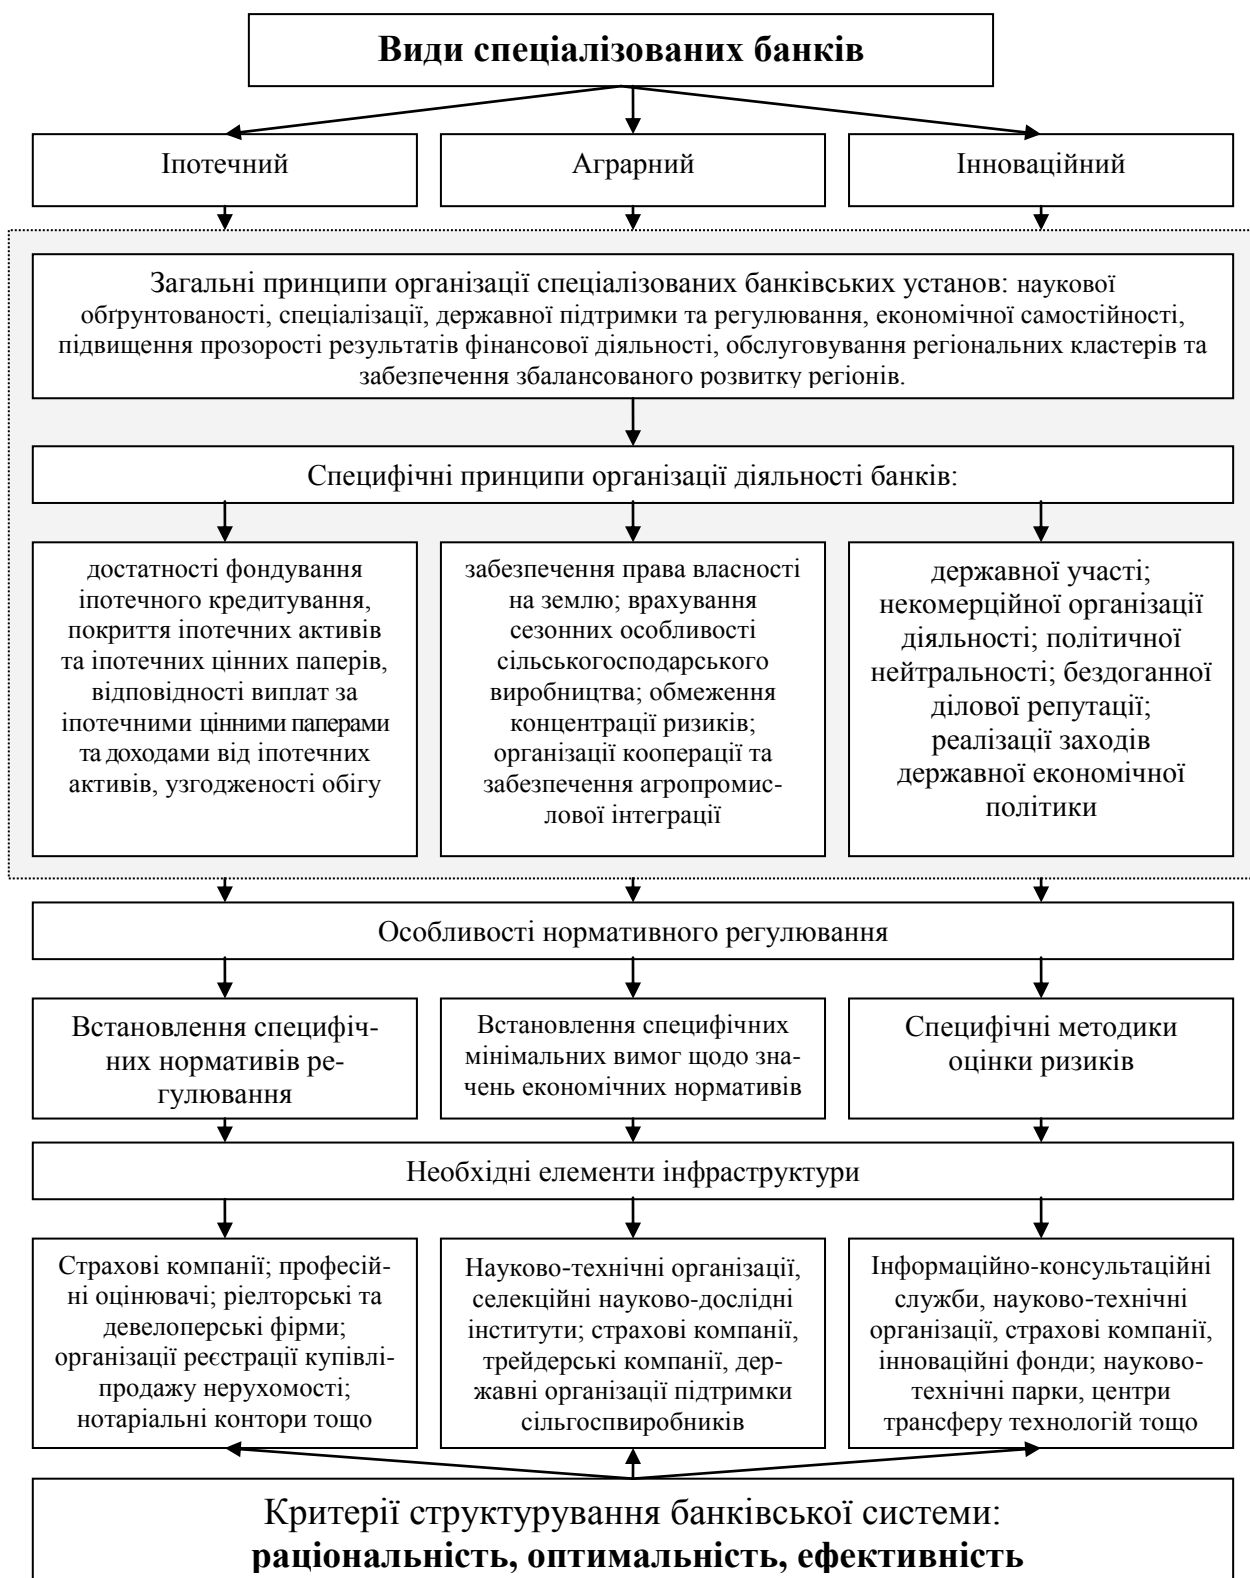 Види спеціалізованих банків
Іпотечний
Аграрний
Інноваційний
Загальні принципи організації спеціалізованих банківських установ: наукової
обґрунтованості, спеціалізації, державної підтримки та регулювання, економічної самостійності,
підвищення прозорості результатів фінансової діяльності, обслуговування регіональних кластерів та
забезпечення збалансованого розвитку регіонів.
Специфічні принципи організації діяльності банків:
достатності фондування
іпотечного кредитування,
покриття іпотечних активів
та іпотечних цінних паперів,
відповідності виплат за
іпотечними цінними паперами
та доходами від іпотечних
активів, узгодженості обігу
забезпечення права власності
на землю; врахування
сезонних особливості
сільськогосподарського
виробництва; обмеження
концентрації ризиків;
організації кооперації та
забезпечення агропромис-
лової інтеграції
державної участі;
некомерційної організації
діяльності; політичної
нейтральності; бездоганної
ділової репутації;
реалізації заходів
державної економічної
політики
Особливості нормативного регулювання
Встановлення специфіч-
них нормативів ре-
гулювання
Встановлення специфічних
мінімальних вимог щодо зна-
чень економічних нормативів
Специфічні методики
оцінки ризиків
Необхідні елементи інфраструктури
Страхові компанії; професій-
ні оцінювачі; ріелторські та
девелоперські фірми;
організації реєстрації купівлі-
продажу нерухомості;
нотаріальні контори тощо
Науково-технічні організації,
селекційні науково-дослідні
інститути; страхові компанії,
трейдерські компанії, дер-
жавні організації підтримки
сільгоспвиробників
Інформаційно-консультаційні
служби, науково-технічні
організації, страхові компанії,
інноваційні фонди; науково-
технічні парки, центри
трансферу технологій тощо
Критерії структурування банківської системи:
раціональність, оптимальність, ефективність